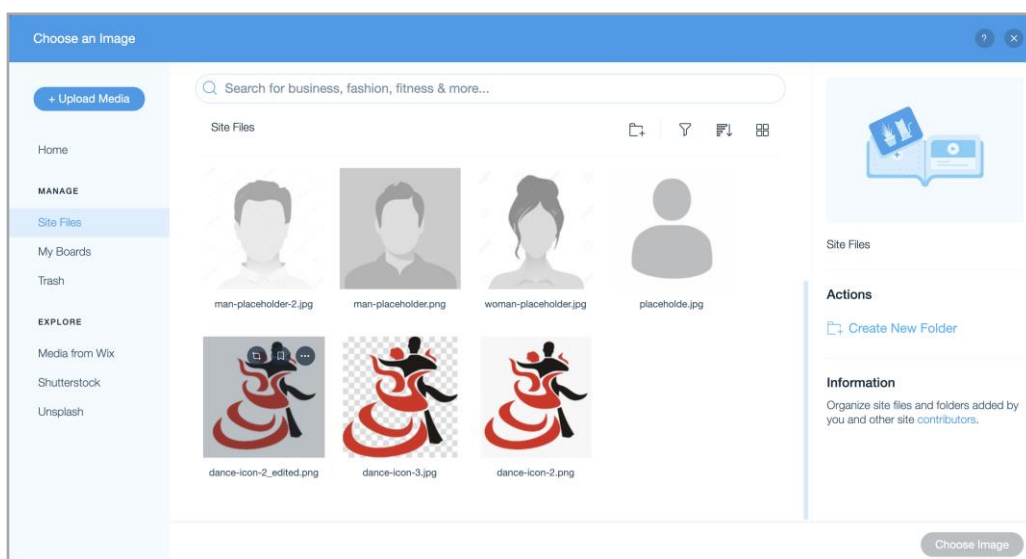 Choose an Image
?
+ Upload Media
Home
MANAGE
Site Files
My Boards
Trash
EXPLORE
Media from Wix
Shutterstock
Unsplash
Search for business, fashion, fitness & more...
Site Files
man-placeholder-2.jpg
man-placeholder.png
woman-placeholder.jpg
placeholde.jpg
dance-icon-2_edited.png
dance-icon-3.jpg
dance-icon-2.png
Site Files
Actions
Create New Folder
Information
Organize site files and folders added by
you and other site contributors.
Choose Image